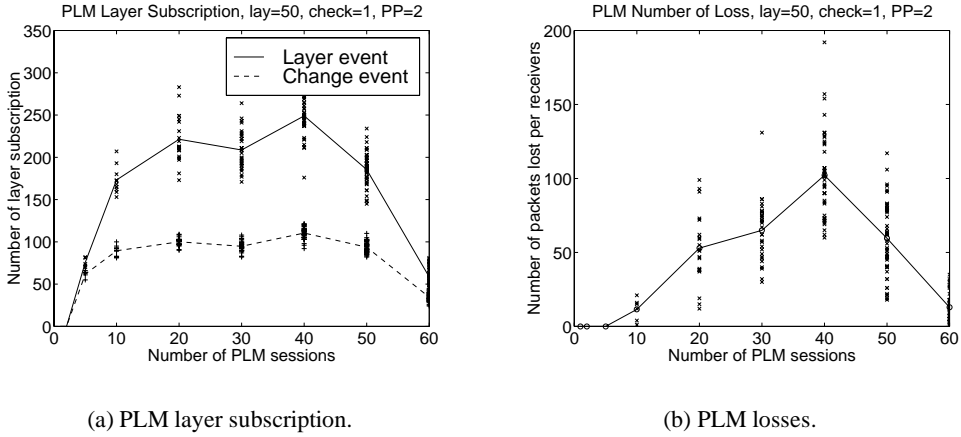 PLM Layer Subscription, lay=50, check=1, PP=2
350
300
250
200
150
100
50
0
Number of layer subscription
Layer event
Change event
0 10 20 30 40 50 60
Number of PLM sessions
(a) PLM layer subscription.
PLM Number of Loss, lay=50, check=1, PP=2
200
150
100
50
0
Number of packets lost per receivers
0 10 20 30 40 50 60
Number of PLM sessions
(b) PLM losses.